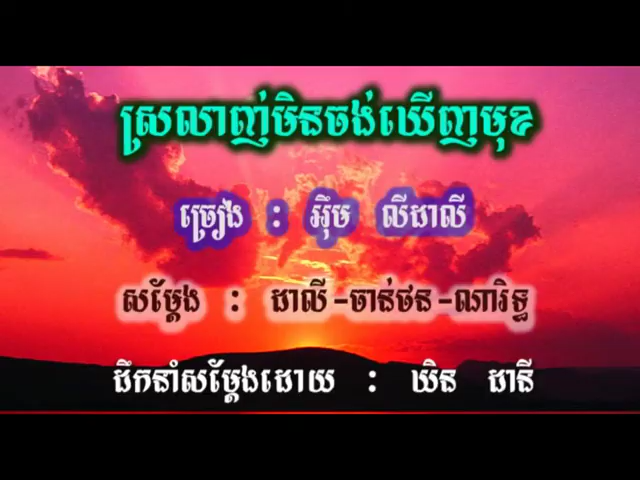 ស្រលាញ់មិនចង់ឃើញមុខ
ច្រៀង : អ៊ឹម លីដាលី
សម្តែង : ដាលី-ចាន់ថន-ណារិទ្ធ
ដឹកនាំសម្តែងដោយ : ឃិន ដានី